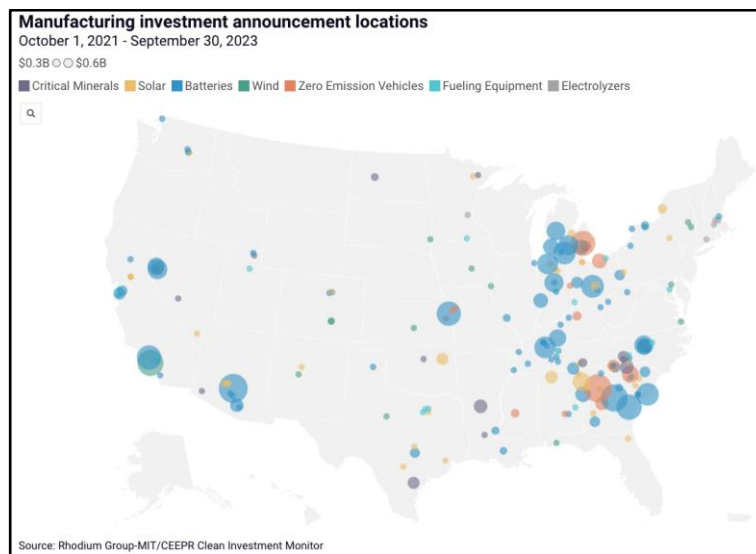 Manufacturing investment announcement locations
October 1, 2021 - September 30, 2023
$0.3B $0.6B
Critical Minerals Solar Batteries Wind Zero Emission Vehicles Fueling Equipment Electrolyzers
Source: Rhodium Group-MIT/CEEPR Clean Investment Monitor